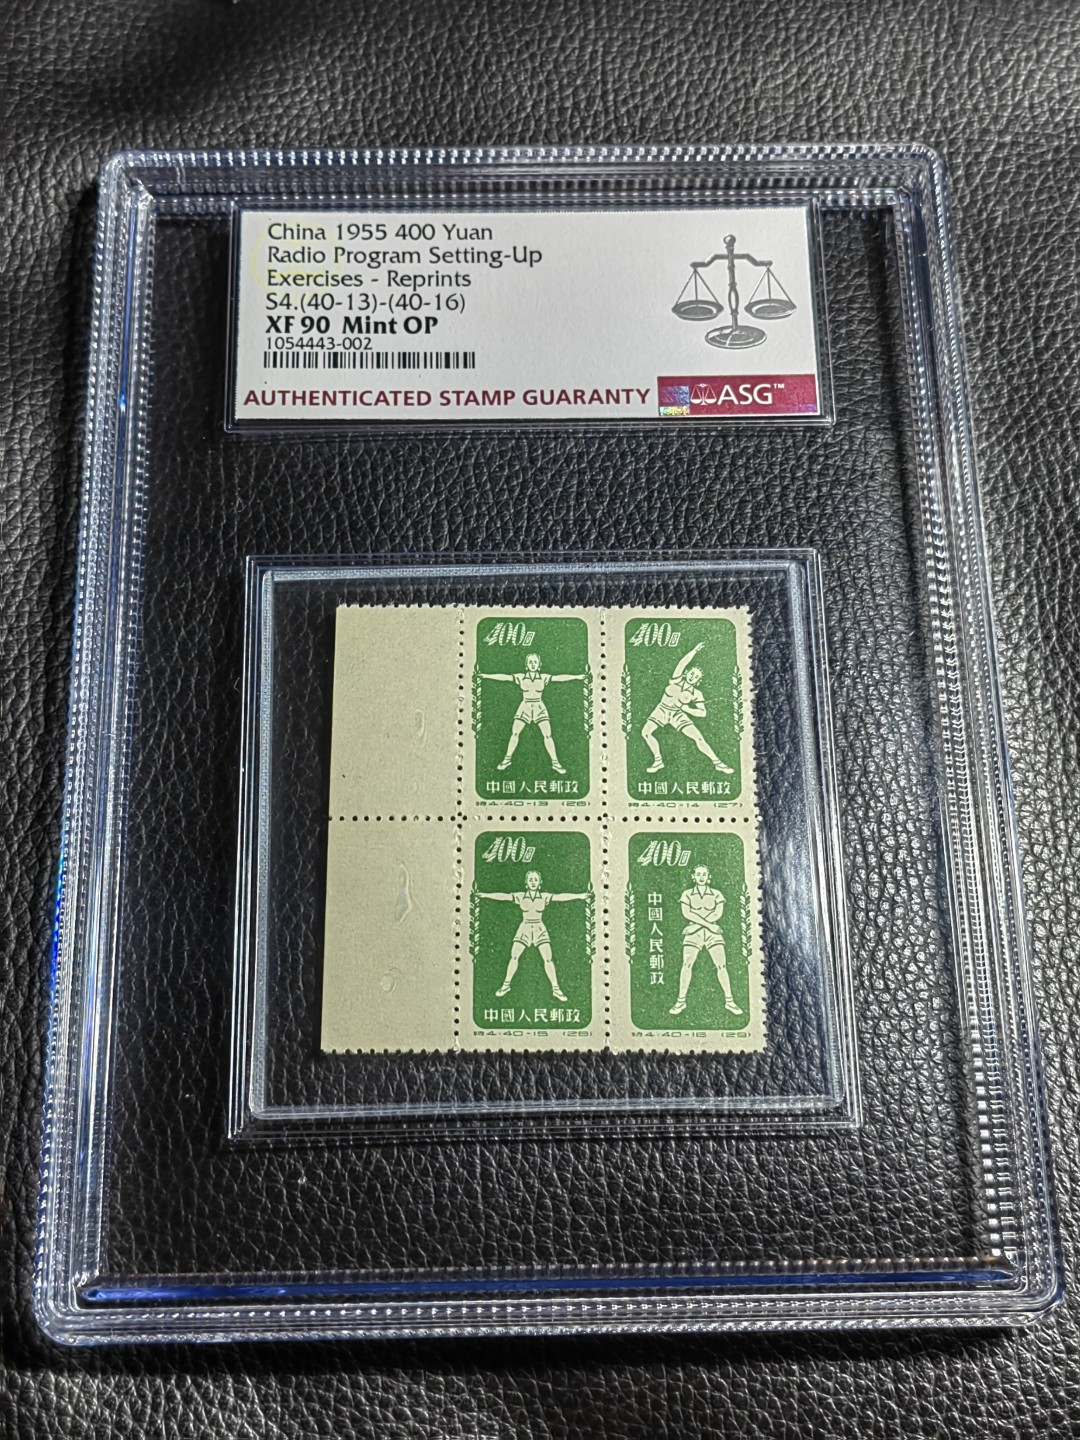 China 1955 400 Yuan
Radio Program Setting-Up
Exercises - Reprints
S4.(40-13)-(40-16)
XF 90 Mint OP
1054443-002
AUTHENTICATED STAMP GUARANTY ASG™
400圓
中國人民郵政
特4·40-13 (26)
400圓
中國人民郵政
特4·40-14 (27)
400圓
中國人民郵政
特4·40-15 (28)
400圓
中國人民郵政
特4·40-16 (29)